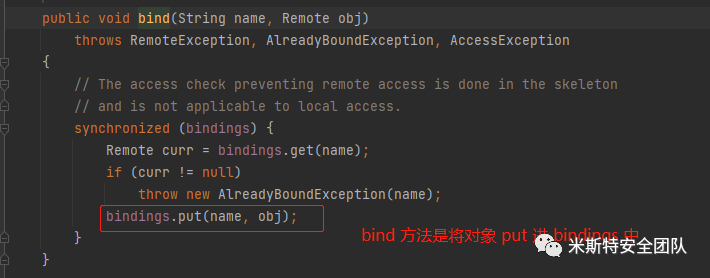 public void bind(String name, Remote obj)
throws RemoteException, AlreadyBoundException, AccessException
{
// The access check preventing remote access is done in the skeleton
// and is not applicable to local access.
synchronized (bindings) {
Remote curr = bindings.get(name);
if (curr != null)
throw new AlreadyBoundException(name);
bindings.put(name, obj);
bind 方法是将对象 put 进 bindings 中
米斯特安全团队
}
}